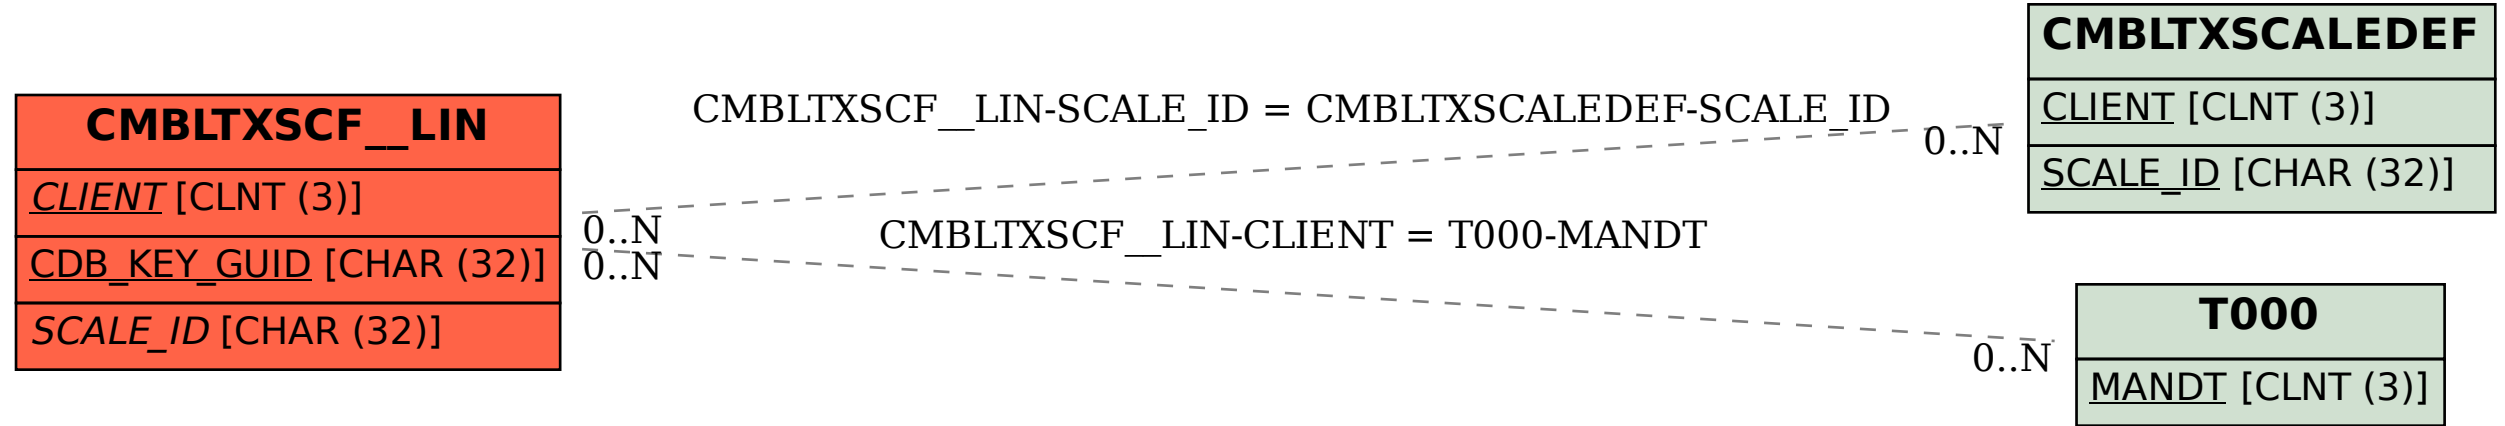 CMBLTXSCF__LIN
CLIENT [CLNT (3)]
CDB_KEY_GUID [CHAR (32)]
SCALE_ID [CHAR (32)]
CMBLTXSCF__LIN-SCALE_ID = CMBLTXSCALEDEF-SCALE_ID
0..N
0..N
CMBLTXSCF__LIN-CLIENT = T000-MANDT
0..N
0..N
CMBLTXSCALEDEF
CLIENT [CLNT (3)]
SCALE_ID [CHAR (32)]
T000
MANDT [CLNT (3)]